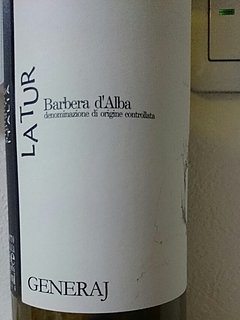 LA TUR
Barbera d'Alba
denominazione di origine controllata
GENERAJ